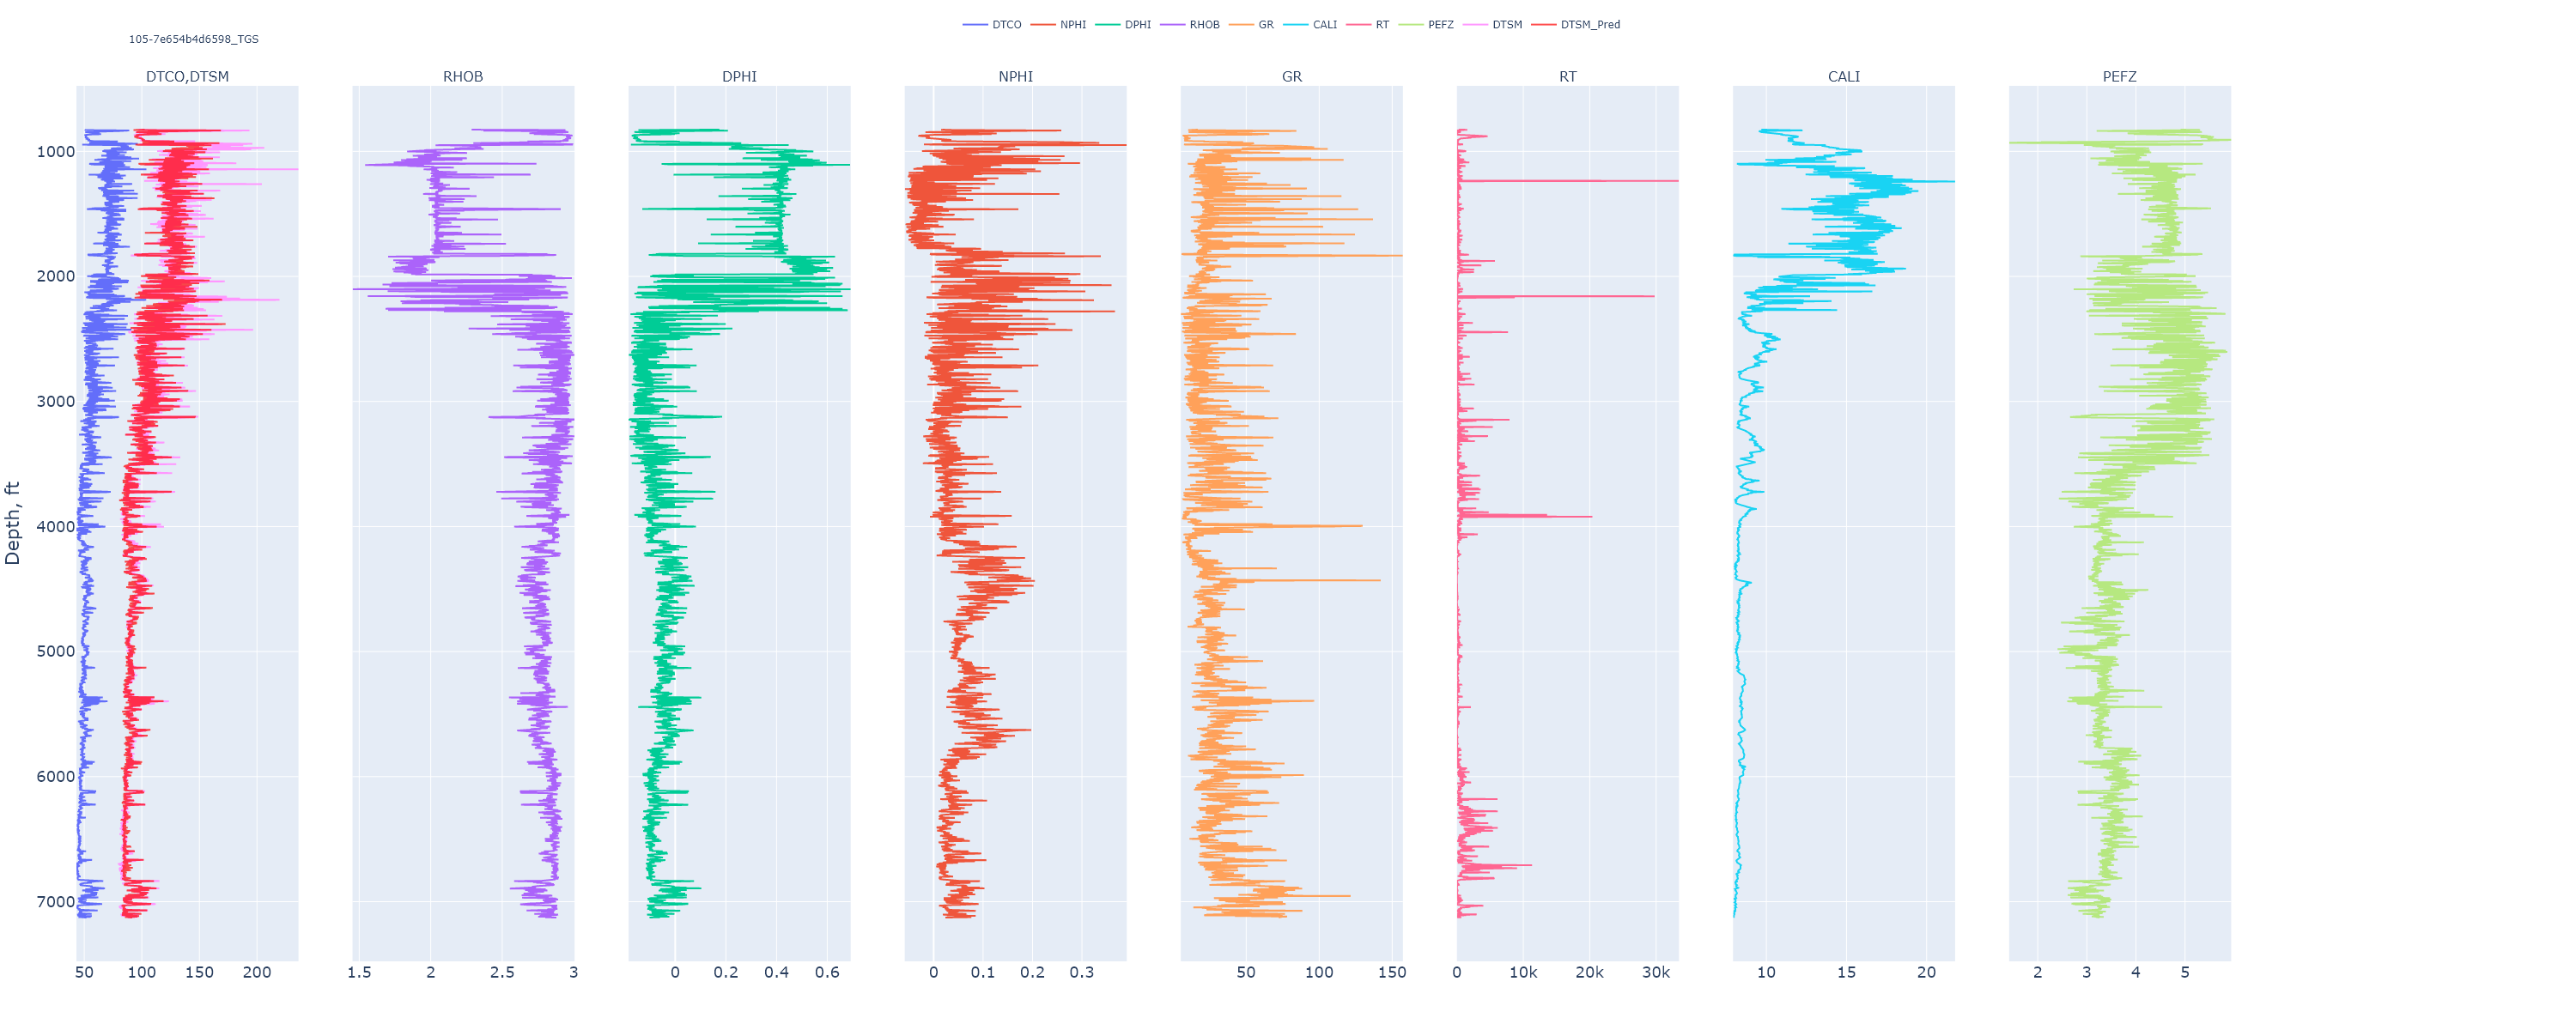 DTCO NPHI DPHI RHOB GR CALI RT PEFZ DTSM DTSM_Pred
105-7e654b4d6598_TGS
DTCO,DTSM RHOB DPHI NPHI GR RT CALI PEFZ
1000
2000
3000
4000
5000
6000
7000
Depth, ft
50 100 150 200 1.5 2 2.5 3 0 0.2 0.4 0.6 0 0.1 0.2 0.3 50 100 150 0 10k 20k 30k 10 15 20 2 3 4 5